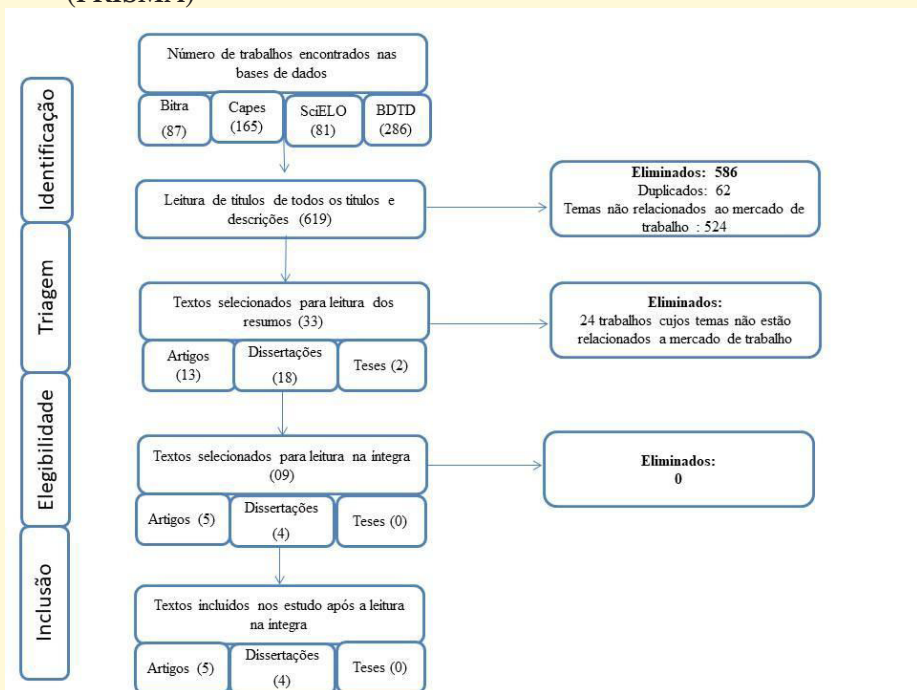 (PRISMA)
Identificação
Número de trabalhos encontrados nas
bases de dados
Bitra
(87)
Capes
(165)
SciELO
(81)
BDTD
(286)
Leitura de titulos de todos os titulos e
descrições (619)
Eliminados: 586
Duplicados: 62
Temas não relacionados ao mercado de
trabalho : 524
Triagem
Textos selecionados para leitura dos
resumos (33)
Artigos
(13)
Dissertações
(18)
Teses (2)
Eliminados:
24 trabalhos cujos temas não estão
relacionados a mercado de trabalho
Elegibilidade
Textos selecionados para leitura na integra
(09)
Artigos (5)
Dissertações
(4)
Teses (0)
Eliminados:
0
Inclusão
Textos incluidos nos estudo após a leitura
na integra
Artigos (5)
Dissertações
(4)
Teses (0)